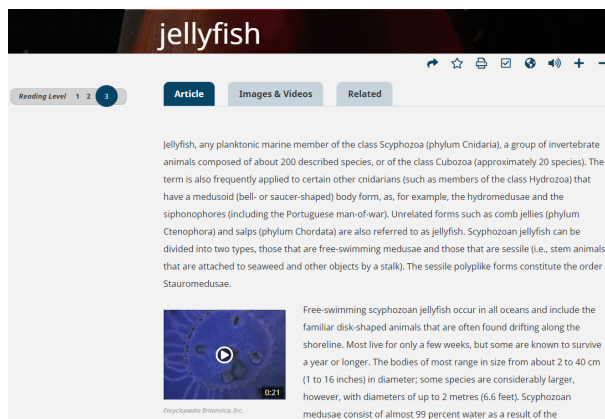 jellyfish
Reading Level 1 2 3
Article Images & Videos Related
Jellyfish, any planktonic marine member of the class Scyphozoa (phylum Cnidaria), a group of invertebrate
animals composed of about 200 described species, or of the class Cubozoa (approximately 20 species). The
term is also frequently applied to certain other cnidarians (such as members of the class Hydrozoa) that
have a medusoid (bell- or saucer-shaped) body form, as, for example, the hydromedusae and the
siphonophores (including the Portuguese man-of-war). Unrelated forms such as comb jellies (phylum
Ctenophora) and salps (phylum Chordata) are also referred to as jellyfish. Scyphozoan jellyfish can be
divided into two types, those that are free-swimming medusae and those that are sessile (i.e., stem animals
that are attached to seaweed and other objects by a stalk). The sessile polyplike forms constitute the order
Stauromedusae.
Free-swimming scyphozoan jellyfish occur in all oceans and include the
familiar disk-shaped animals that are often found drifting along the
shoreline. Most live for only a few weeks, but some are known to survive
a year or longer. The bodies of most range in size from about 2 to 40 cm
(1 to 16 inches) in diameter; some species are considerably larger,
however, with diameters of up to 2 metres (6.6 feet). Scyphozoan
medusae consist of almost 99 percent water as a result of the
0:21
Encyclopædia Britannica, Inc.